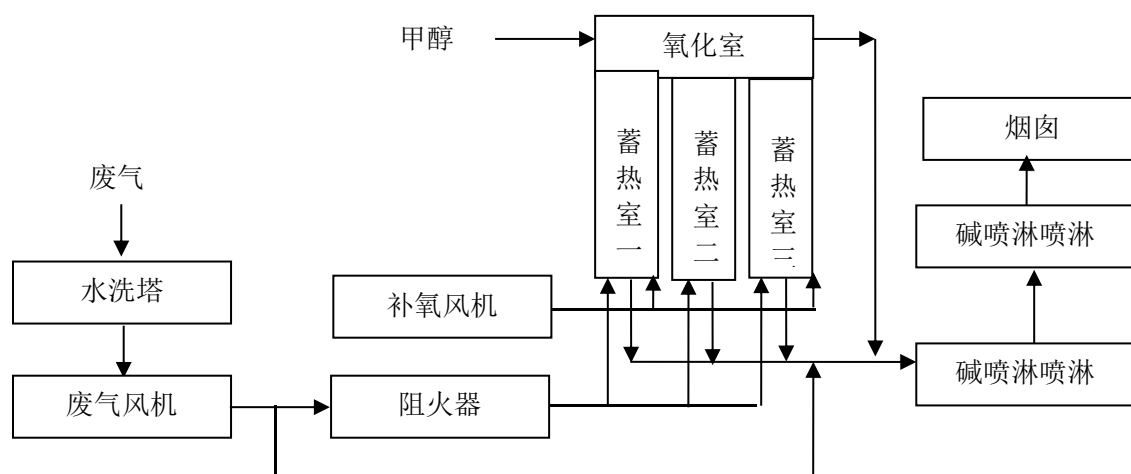 甲醇
氧化室
蓄热室一
蓄热室二
蓄热室三
烟囱
废气
碱喷淋喷淋
水洗塔
补氧风机
废气风机
阻火器
碱喷淋喷淋